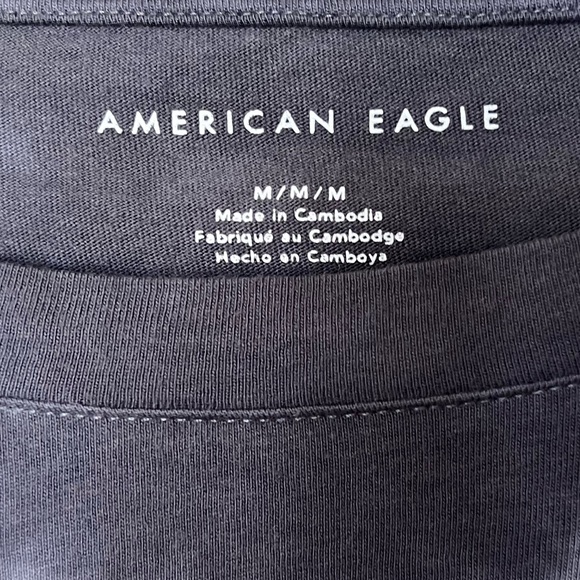 AMERICAN EAGLE
M/M/M
Made in Cambodia
Fabriqué au Cambodge
Hecho en Camboya